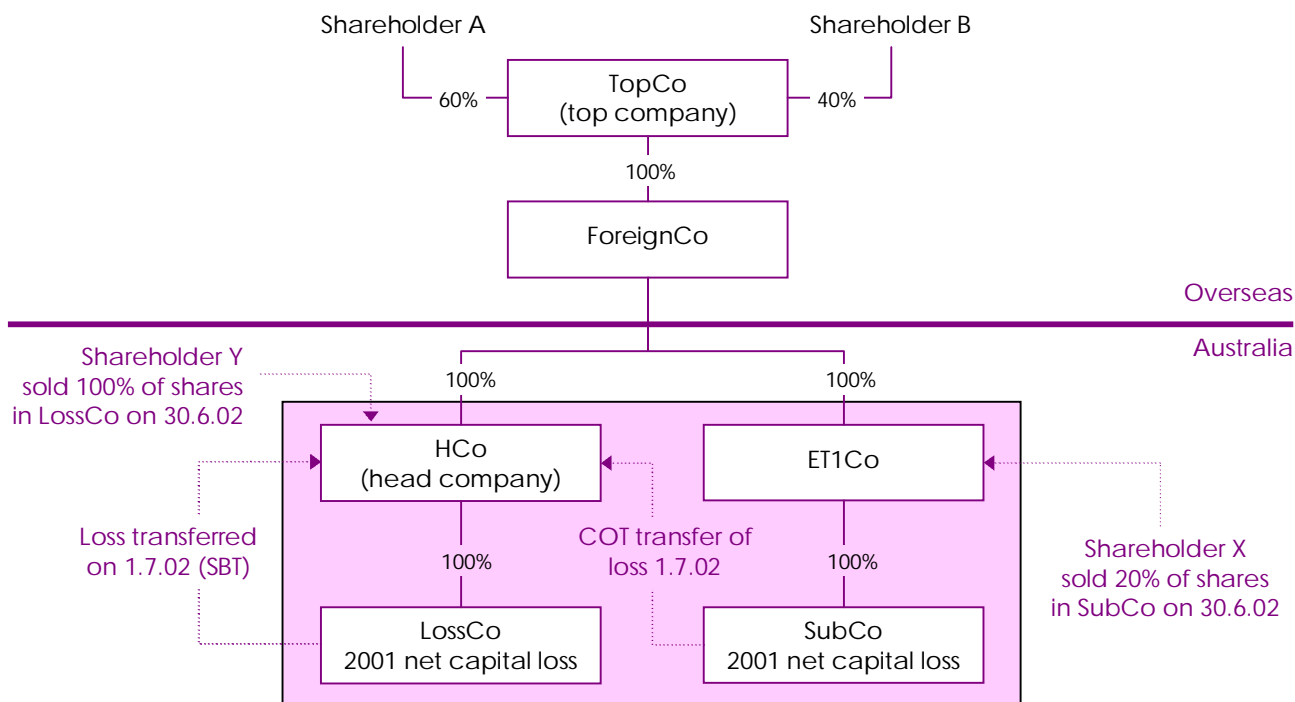 Shareholder A
Shareholder B
TopCo
(top company)
60%
40%
100%
ForeignCo
Overseas
Australia
Shareholder Y
sold 100% of shares
in LossCo on 30.6.02
100%
100%
HCo
(head company)
ET1Co
Loss transferred
on 1.7.02 (SBT)
COT transfer of
loss 1.7.02
Shareholder X
sold 20% of shares
in SubCo on 30.6.02
100%
100%
LossCo
2001 net capital loss
SubCo
2001 net capital loss